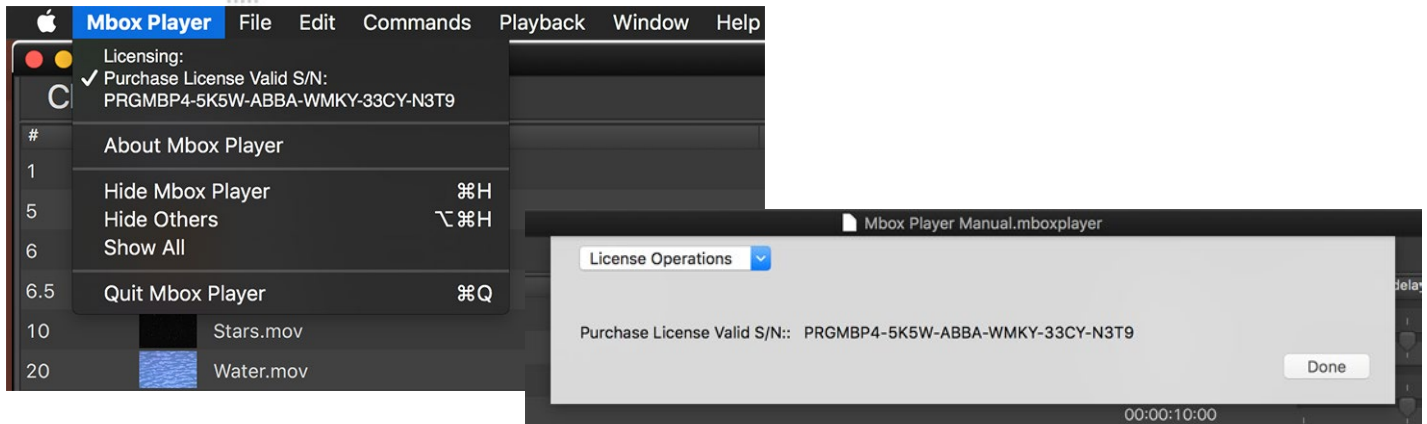 Mbox Player File Edit Commands Playback Window Help
Licensing:
✓ Purchase License Valid S/N:
PRGMBP4-5K5W-ABBA-WMKY-33CY-N3T9
About Mbox Player
Hide Mbox Player ⌘H
Hide Others ⌥⌘H
Show All
Quit Mbox Player ⌘Q
#
1
5
6
6.5
10 Stars.mov
20 Water.mov
Mbox Player Manual.mboxplayer
License Operations
Purchase License Valid S/N:: PRGMBP4-5K5W-ABBA-WMKY-33CY-N3T9
Done
00:00:10:00